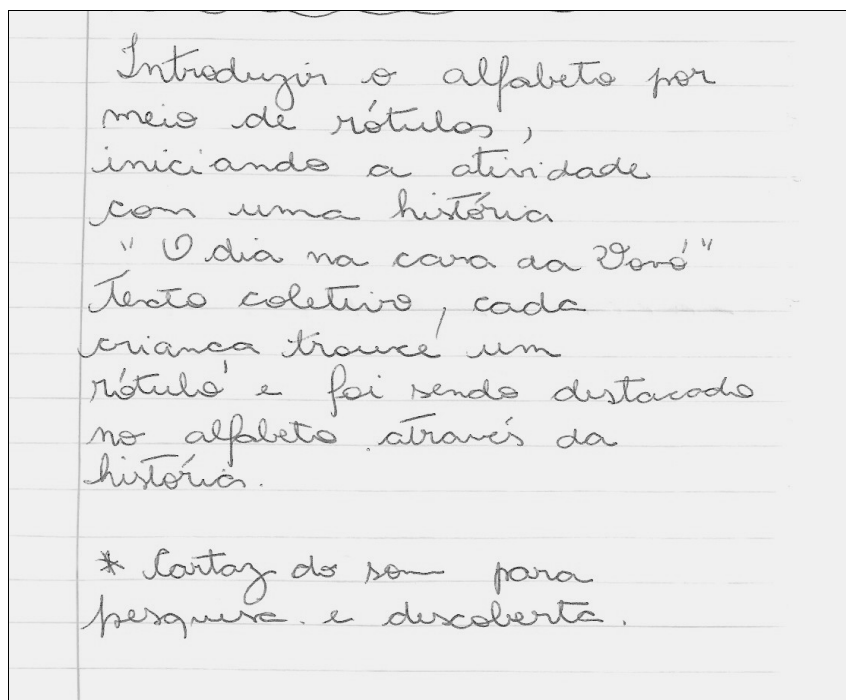 Introduzir o alfabeto por
meio de rótulos,
iniciando a atividade
com uma história
" O dia na casa da Vovó"
Texto coletivo, cada
criança trouxe um
rótulo e foi sendo destacado
no alfabeto através da
história.
* Cartaz do som para
pesquisa e descoberta.